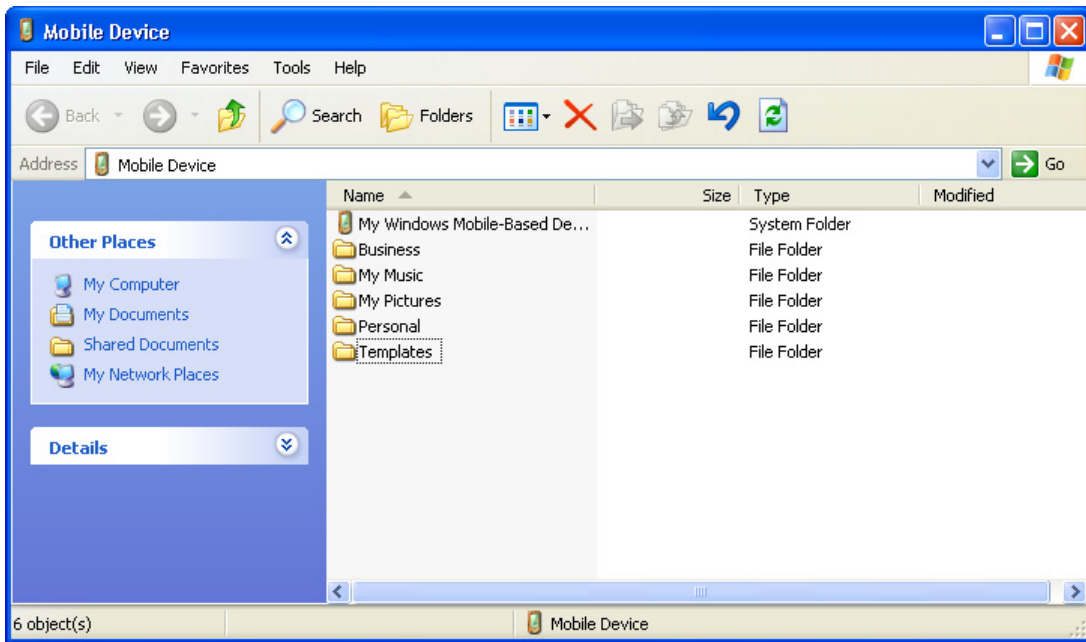 Mobile Device
File Edit View Favorites Tools Help
Back Search Folders
Address Mobile Device Go
Name Size Type Modified
My Windows Mobile-Based De... System Folder
Business File Folder
My Music File Folder
My Pictures File Folder
Personal File Folder
Templates File Folder
Other Places
My Computer
My Documents
Shared Documents
My Network Places
Details
6 object(s) Mobile Device